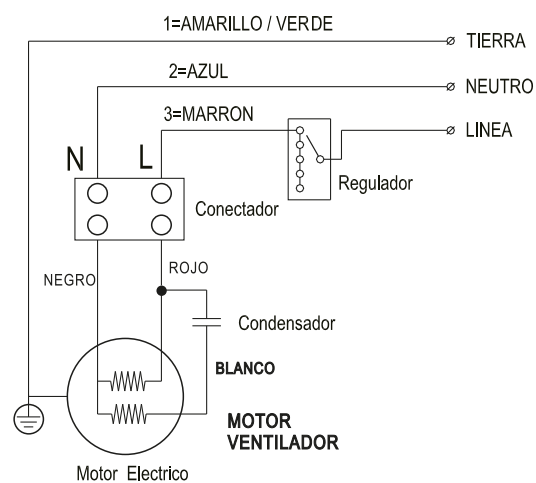 1=AMARILLO / VERDE
TIERRA
2=AZUL
NEUTRO
3=MARRON
LINEA
N
L
Regulador
Conectador
NEGRO
ROJO
Condensador
BLANCO
MOTOR
VENTILADOR
Motor Electrico